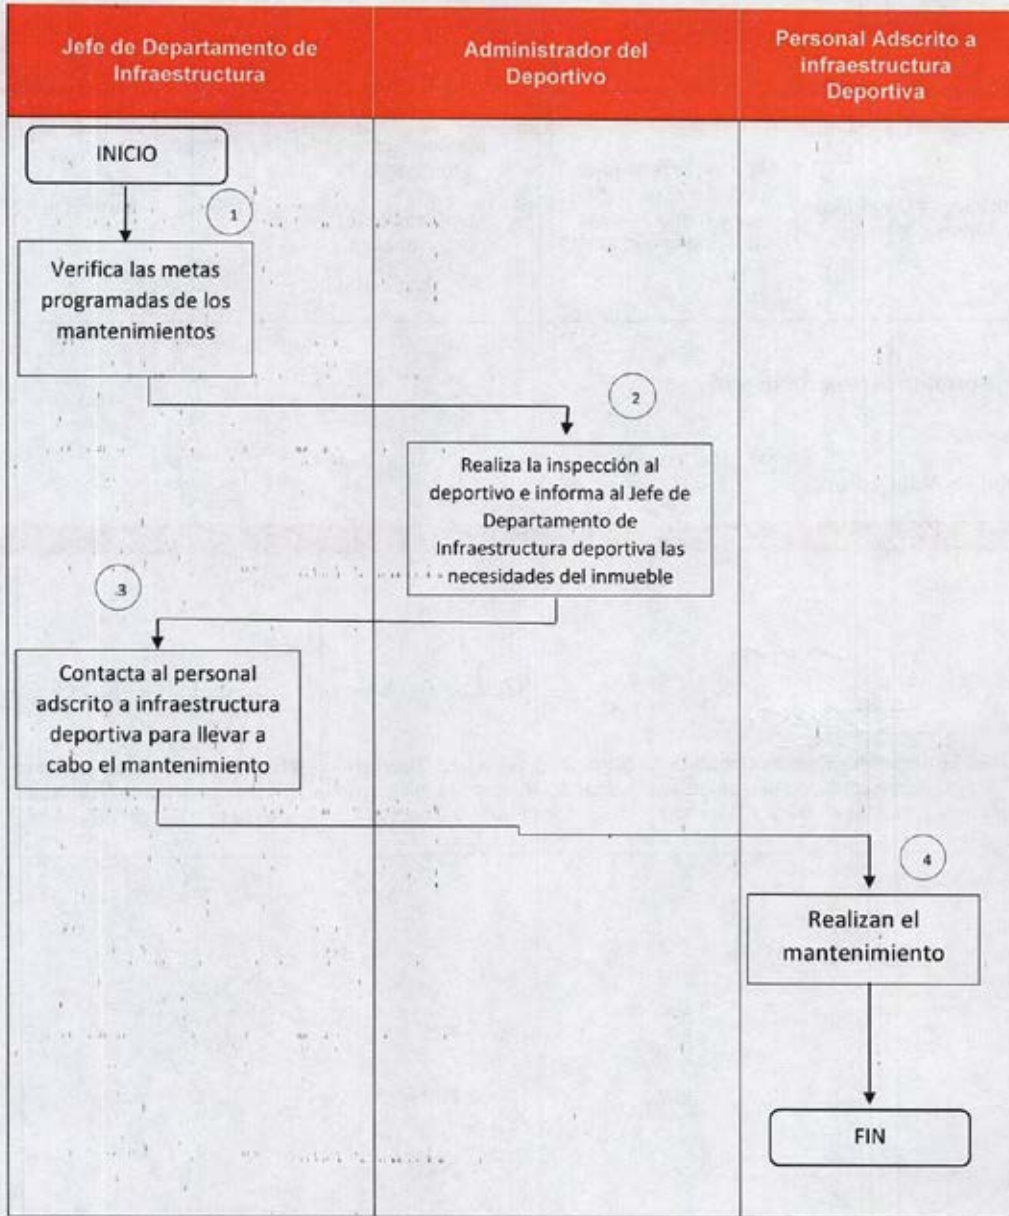 Jefe de Departamento de
Infraestructura
Administrador del
Deportivo
Personal Adscrito a
infraestructura
Deportiva
INICIO
1
Verifica las metas
programadas de los
mantenimientos
2
Realiza la inspección al
deportivo e informa al Jefe de
Departamento de
Infraestructura deportiva las
necesidades del inmueble
3
Contacta al personal
adscrito a infraestructura
deportiva para llevar a
cabo el mantenimiento
4
Realizan el
mantenimiento
FIN